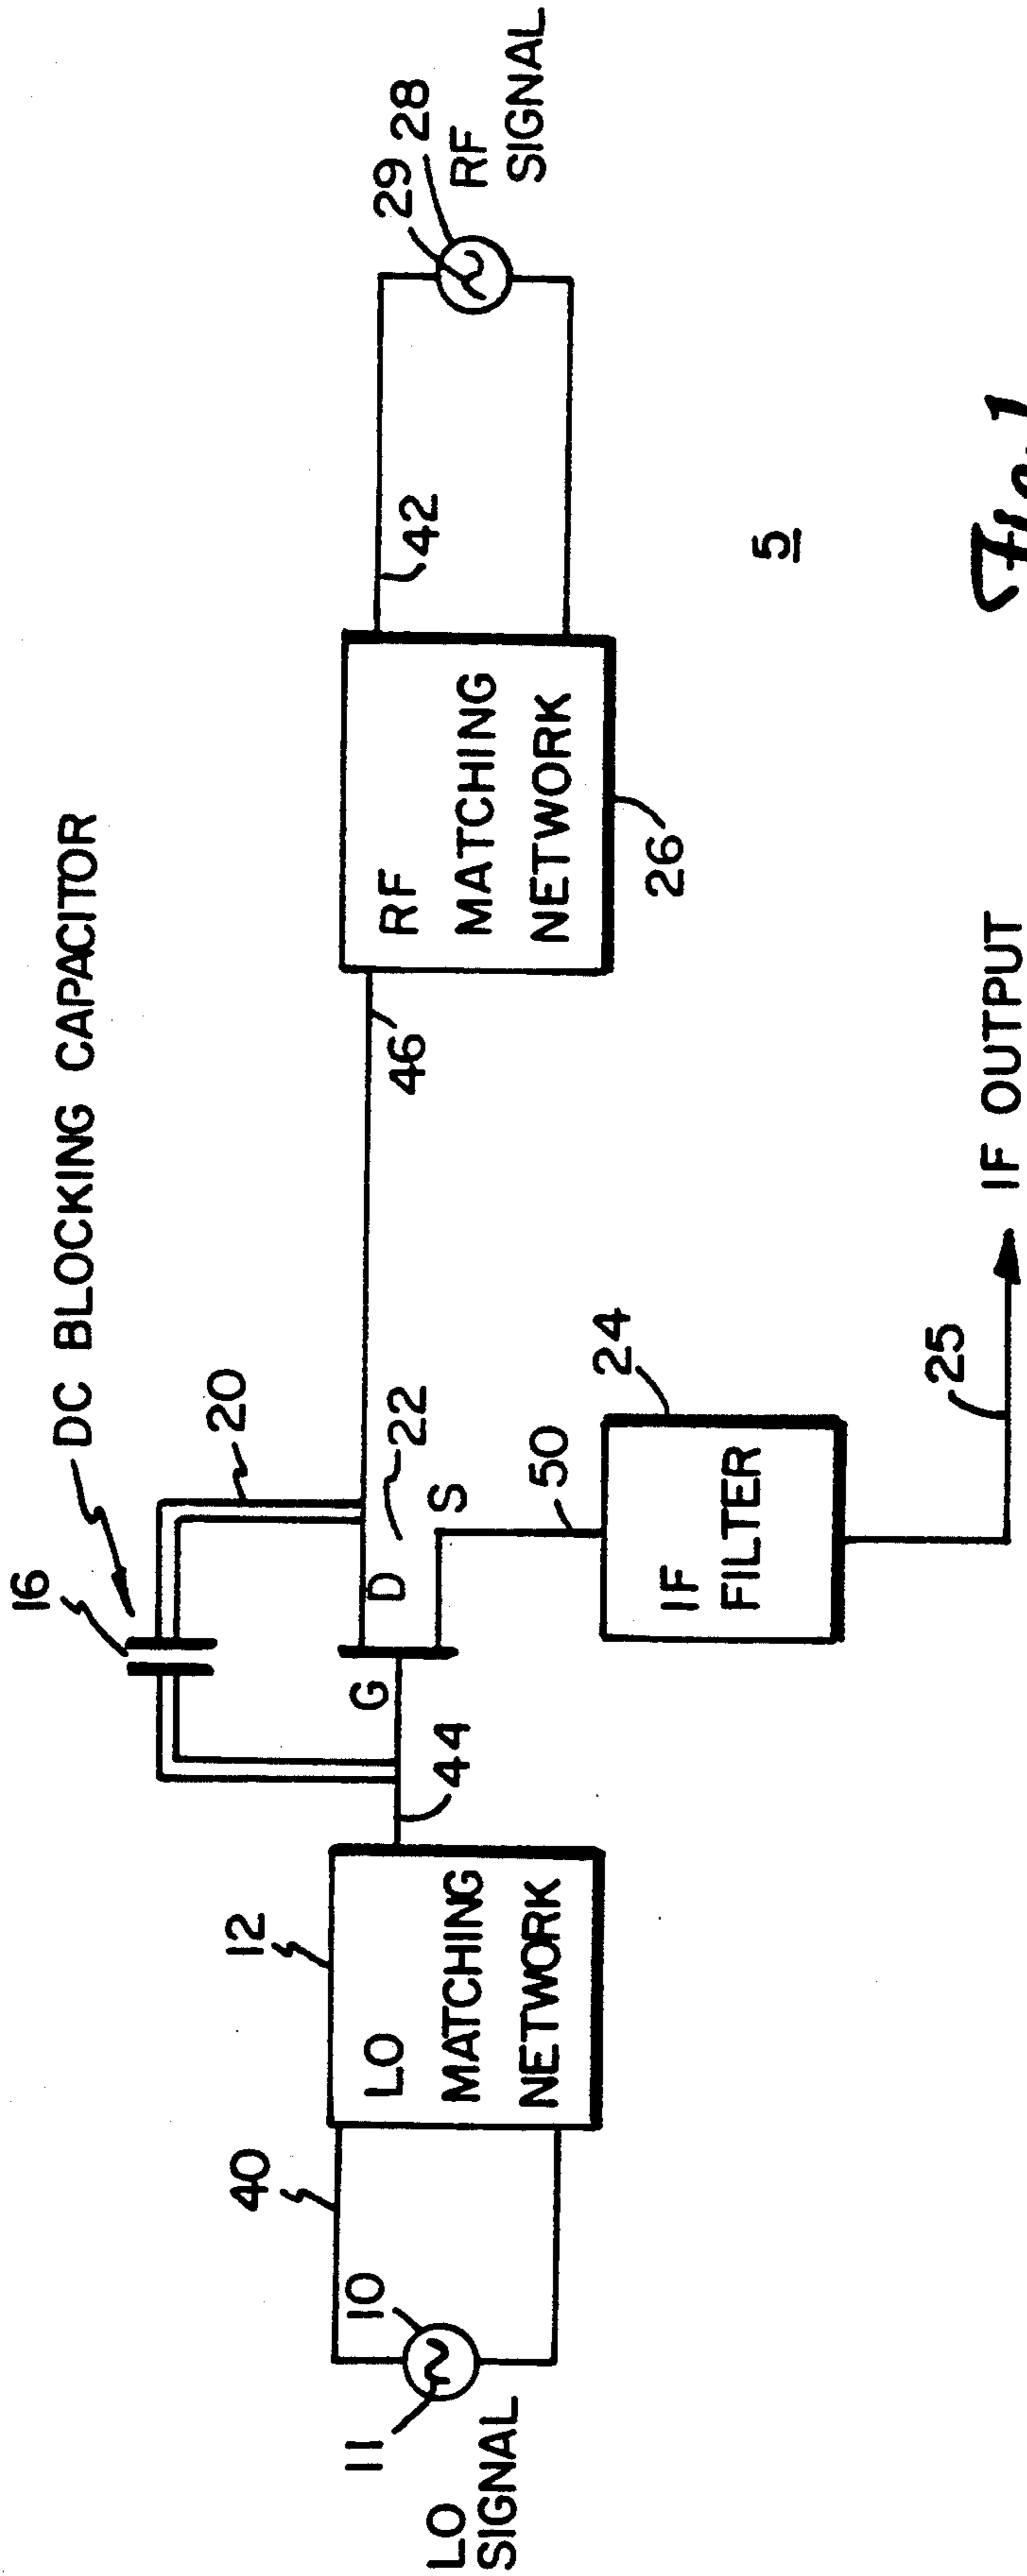 DC BLOCKING CAPACITOR
16
20
12
40
LO
MATCHING
NETWORK
44
G
D
S
22
46
RF
MATCHING
NETWORK
26
42
29
28
RF
SIGNAL
10
11
LO
SIGNAL
50
IF
FILTER
24
25
IF OUTPUT
5